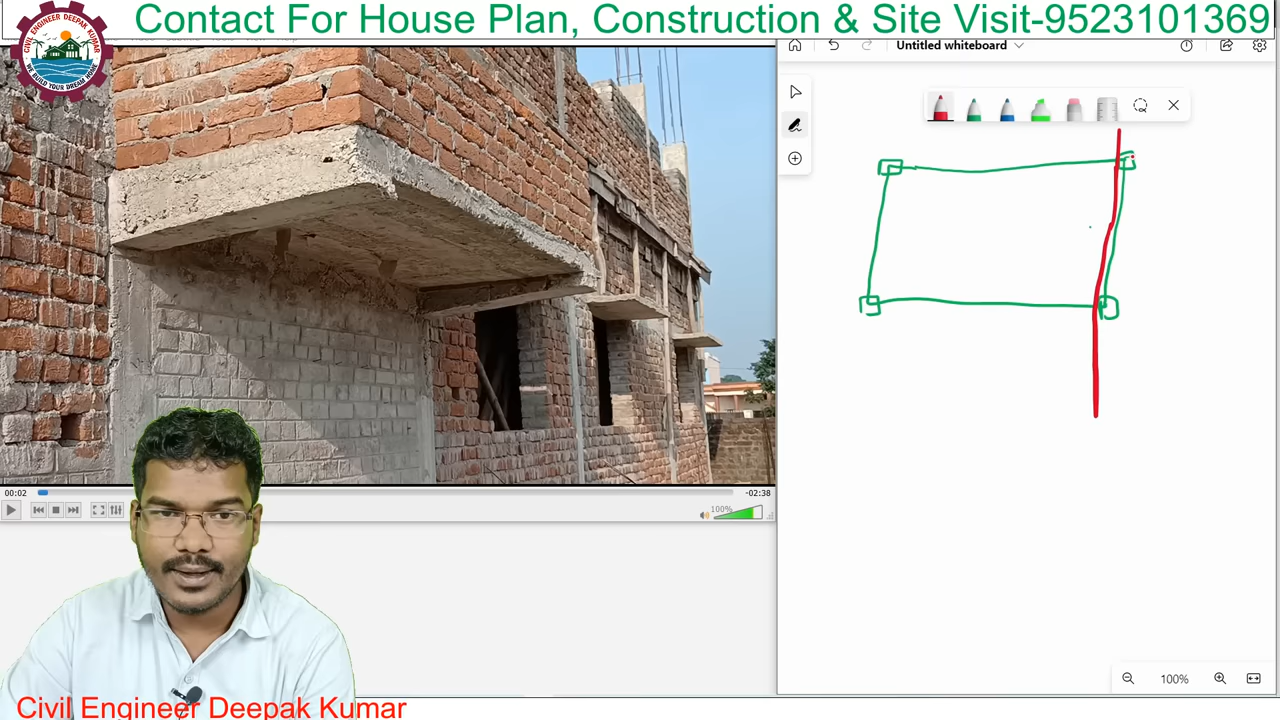 Contact For House Plan, Construction & Site Visit-9523101369
CIVIL ENGINEER DEEPAK KUMAR
WE BUILD YOUR DREAM HOME
Untitled whiteboard
00:02
-02:38
100%
100%
Civil Engineer Deepak Kumar